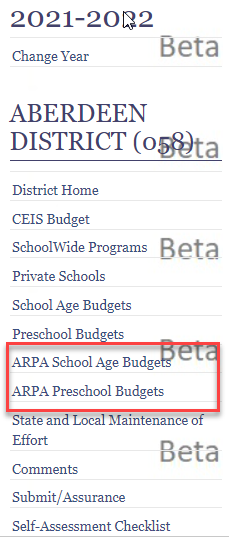 2021-2022
Beta
Change Year
ABERDEEN
DISTRICT (058)
Beta
District Home
CEIS Budget
SchoolWide Programs
Beta
Private Schools
School Age Budgets
Preschool Budgets
Beta
ARPA School Age Budgets
ARPA Preschool Budgets
State and Local Maintenance of
Effort
Beta
Comments
Submit/Assurance
Self-Assessment Checklist